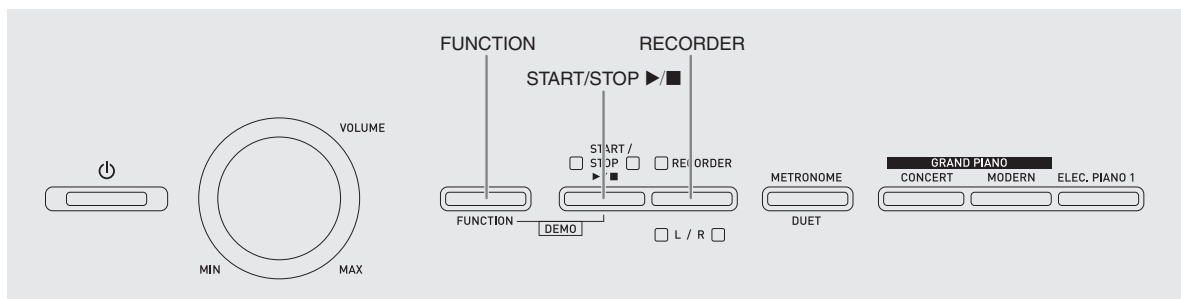 FUNCTION
RECORDER
START/STOP ▶/■
VOLUME
MIN
MAX
START /
STOP
▶/■
RECORDER
FUNCTION
DEMO
L / R
METRONOME
DUET
GRAND PIANO
CONCERT
MODERN
ELEC. PIANO 1